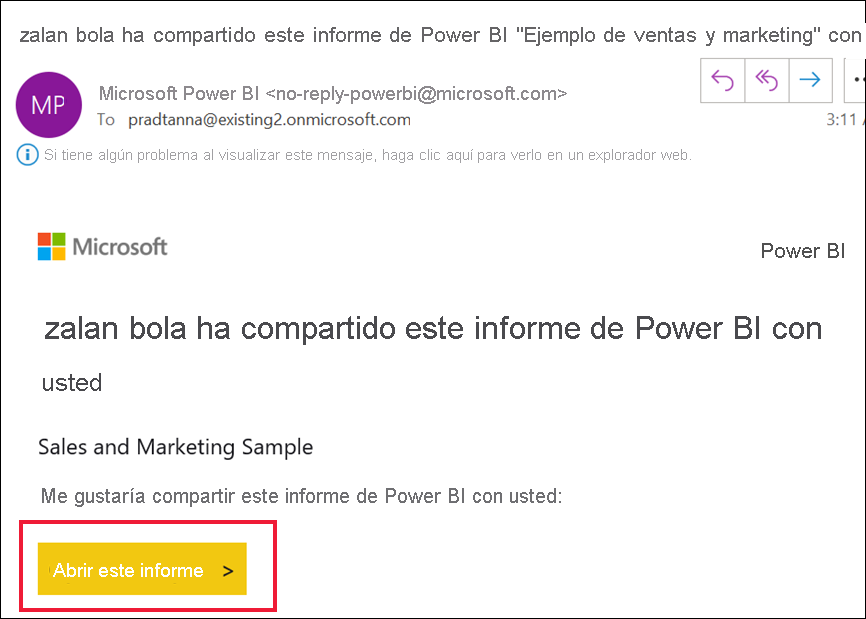 zalan bola ha compartido este informe de Power BI "Ejemplo de ventas y marketing" con
MP
Microsoft Power BI <no-reply-powerbi@microsoft.com>
To pradtanna@existing2.onmicrosoft.com
3:11
Si tiene algún problema al visualizar este mensaje, haga clic aquí para verlo en un explorador web.
Microsoft
Power BI
zalan bola ha compartido este informe de Power BI con
usted
Sales and Marketing Sample
Me gustaría compartir este informe de Power BI con usted:
Abrir este informe >